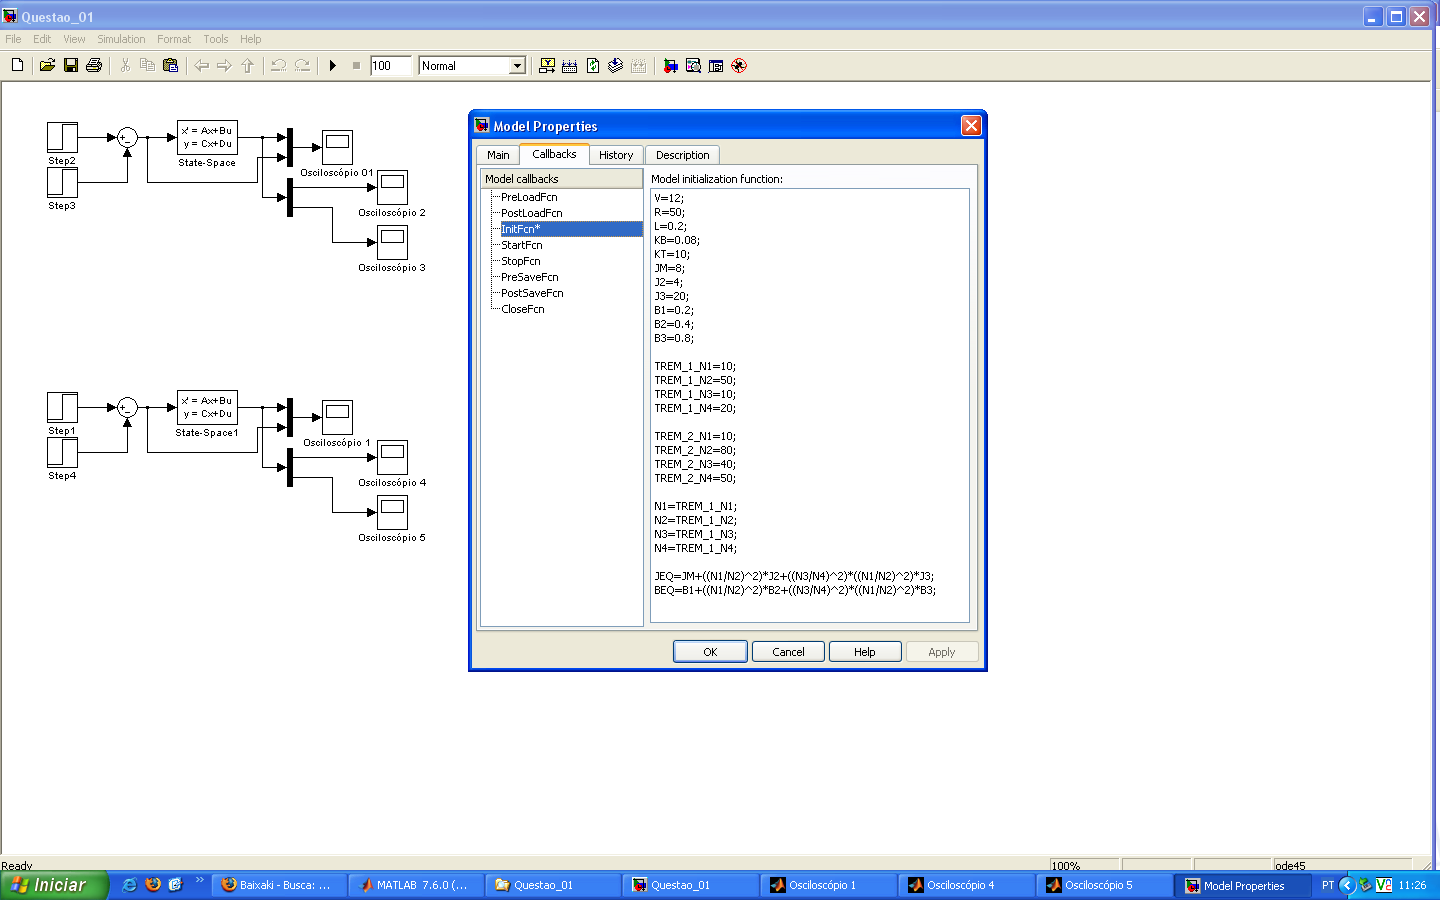 Questao_01
File Edit View Simulation Format Tools Help
100 Normal
Step2
Step3
x' = Ax+Bu
y = Cx+Du
State-Space
Osciloscópio 01
Osciloscópio 2
Osciloscópio 3
Step1
Step4
x' = Ax+Bu
y = Cx+Du
State-Space1
Osciloscópio 1
Osciloscópio 4
Osciloscópio 5
Model Properties
Main Callbacks History Description
Model callbacks
PreLoadFcn
PostLoadFcn
InitFcn*
StartFcn
StopFcn
PreSaveFcn
PostSaveFcn
CloseFcn
Model initialization function:
V=12;
R=50;
L=0.2;
KB=0.08;
KT=10;
JM=8;
J2=4;
J3=20;
B1=0.2;
B2=0.4;
B3=0.8;
TREM_1_N1=10;
TREM_1_N2=50;
TREM_1_N3=10;
TREM_1_N4=20;
TREM_2_N1=10;
TREM_2_N2=80;
TREM_2_N3=40;
TREM_2_N4=50;
N1=TREM_1_N1;
N2=TREM_1_N2;
N3=TREM_1_N3;
N4=TREM_1_N4;
JEQ=JM+((N1/N2)^2)*J2+((N3/N4)^2)*((N1/N2)^2)*J3;
BEQ=B1+((N1/N2)^2)*B2+((N3/N4)^2)*((N1/N2)^2)*B3;
OK Cancel Help Apply
Ready 100% ode45
Iniciar Baixaki - Busca: ... MATLAB 7.6.0 (... Questao_01 Questao_01 Osciloscópio 1 Osciloscópio 4 Osciloscópio 5 Model Properties PT 11:26